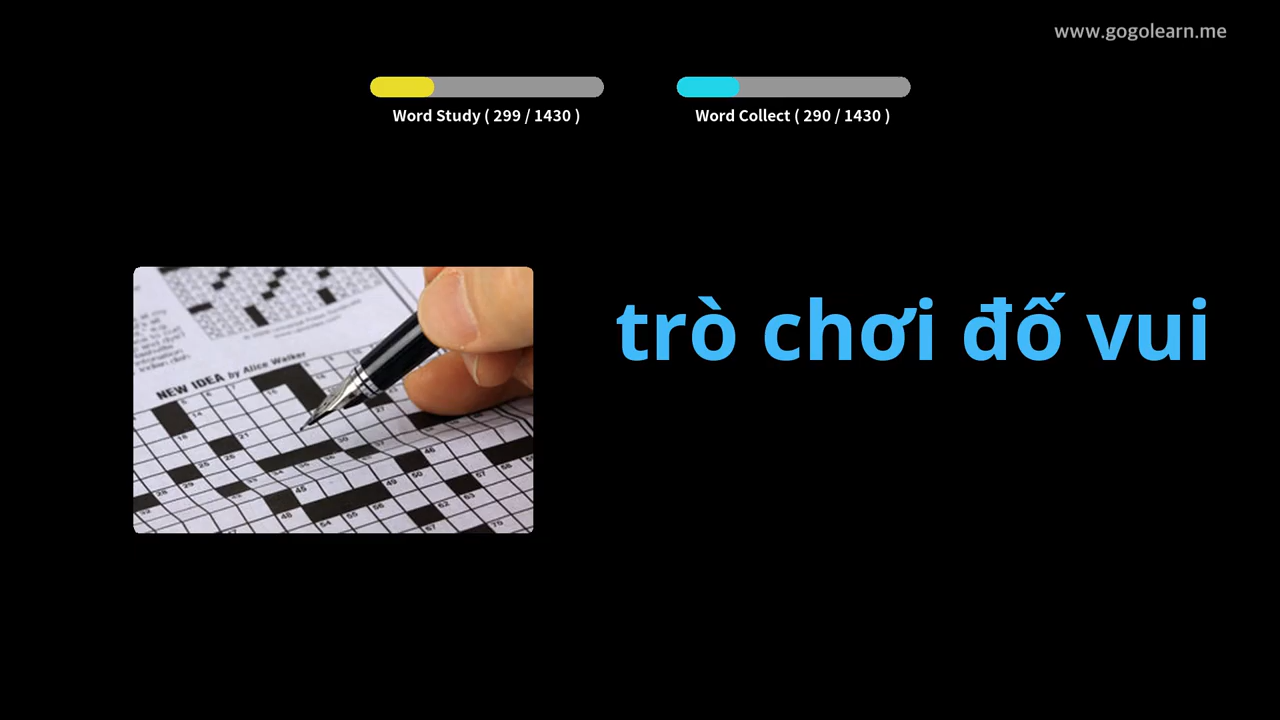 www.gogolearn.me
Word Study ( 299 / 1430 )
Word Collect ( 290 / 1430 )
trò chơi đố vui
NEW IDEA by Alice Walker